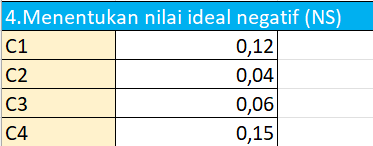 4.Menentukan nilai ideal negatif (NS)
C1 0,12
C2 0,04
C3 0,06
C4 0,15